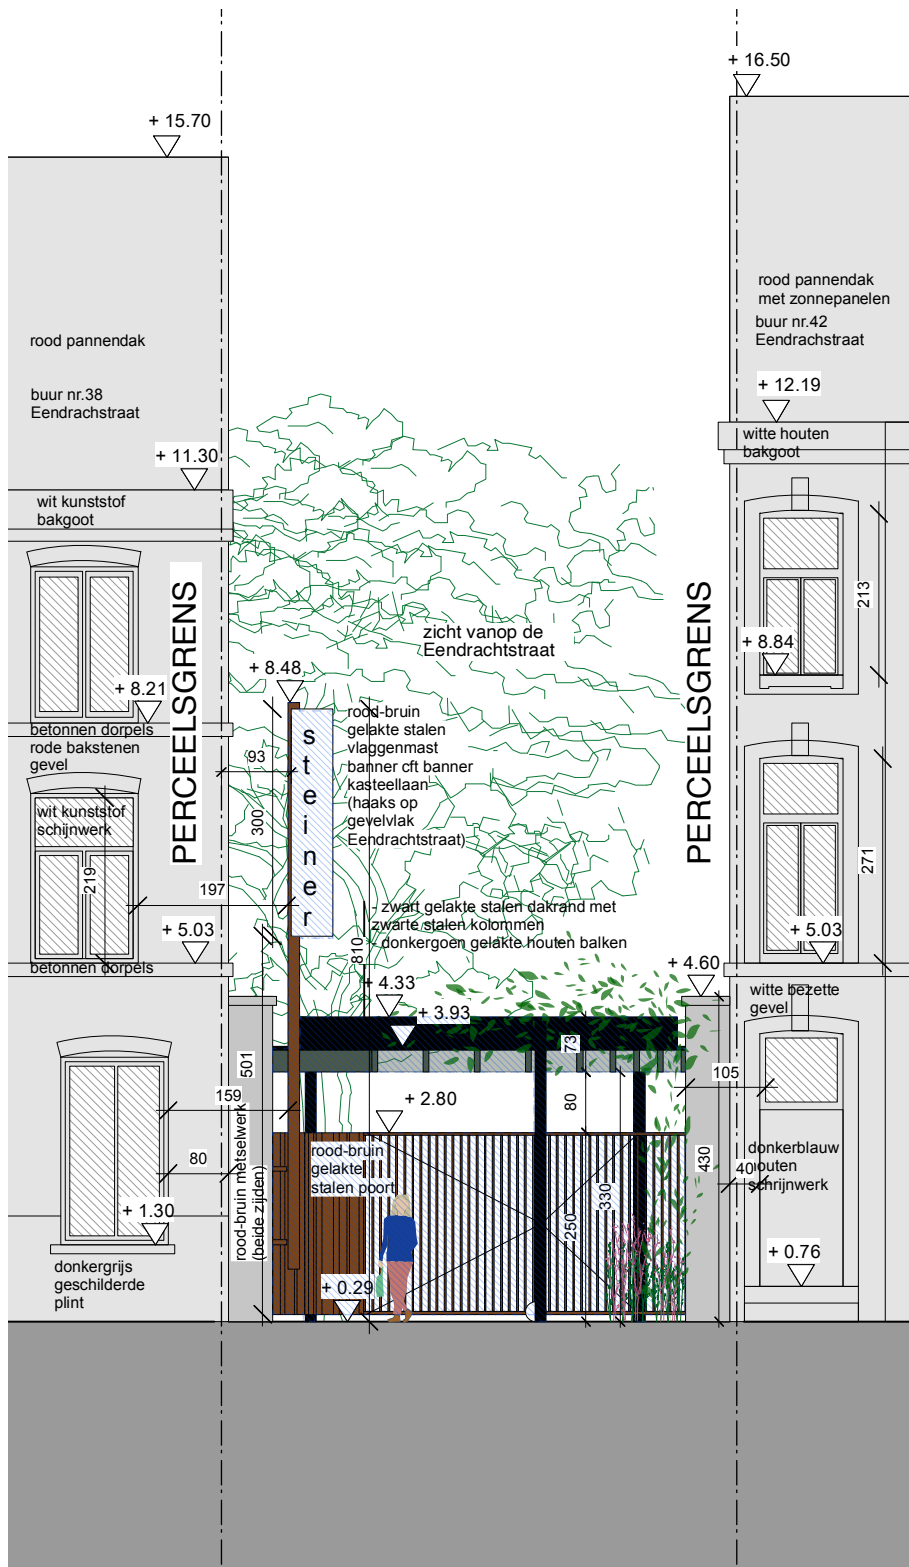 + 16.50
+ 15.70
rood pannendak
met zonnepanelen
buur nr.42
Eendrachstraat
rood pannendak
buur nr.38
Eendrachstraat
+ 12.19
witte houten
bakgoot
+ 11.30
wit kunststof
bakgoot
PERCEELSGRENS
PERCEELSGRENS
213
zicht vanop de
Eendrachtstraat
+ 8.84
+ 8.48
+ 8.21
betonnen dorpels
rode bakstenen
gevel
93
steiner
rood-bruin
gelakte stalen
vlaggenmast
banner cft banner
kasteellaan
(haaks op
gevelvlak
Eendrachtstraat)
300
wit kunststof
schijnwerk
219
271
197
- zwart gelakte stalen dakrand met
zwarte stalen kolommen
- donkergoen gelakte houten balken
810
+ 5.03
+ 5.03
betonnen dorpels
+ 4.60
witte bezette
gevel
+ 4.33
+ 3.93
73
501
105
159
80
+ 2.80
rood-bruin metselwerk
(beide zijden)
rood-bruin
gelakte
stalen poort
430
donkerblauw
houten
schrijnwerk
80
40
330
250
+ 1.30
donkergrijs
geschilderde
plint
+ 0.76
+ 0.29